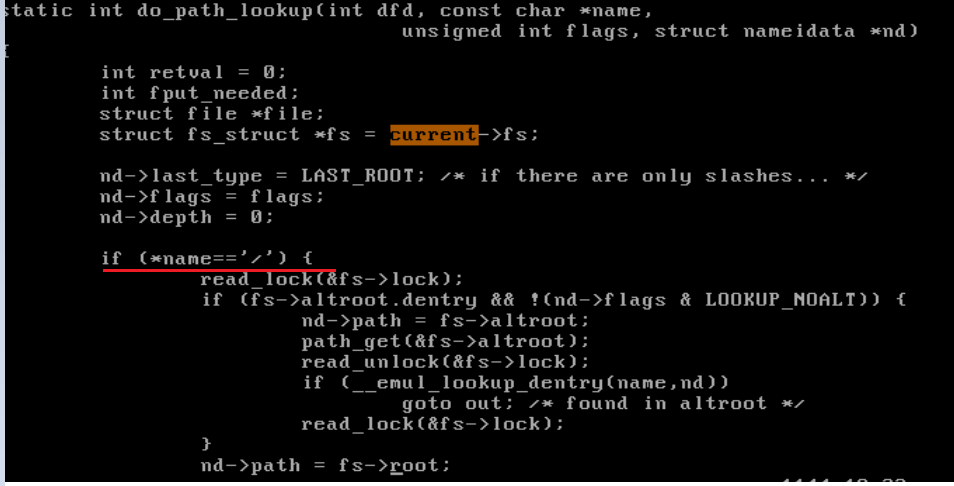 static int do_path_lookup(int dfd, const char *name,
unsigned int flags, struct nameidata *nd)
{
int retval = 0;
int fput_needed;
struct file *file;
struct fs_struct *fs = current->fs;
nd->last_type = LAST_ROOT; /* if there are only slashes... */
nd->flags = flags;
nd->depth = 0;
if (*name=='/') {
read_lock(&fs->lock);
if (fs->altroot.dentry && !(nd->flags & LOOKUP_NOALT)) {
nd->path = fs->altroot;
path_get(&fs->altroot);
read_unlock(&fs->lock);
if (__emul_lookup_dentry(name,nd))
goto out; /* found in altroot */
read_lock(&fs->lock);
}
nd->path = fs->root;